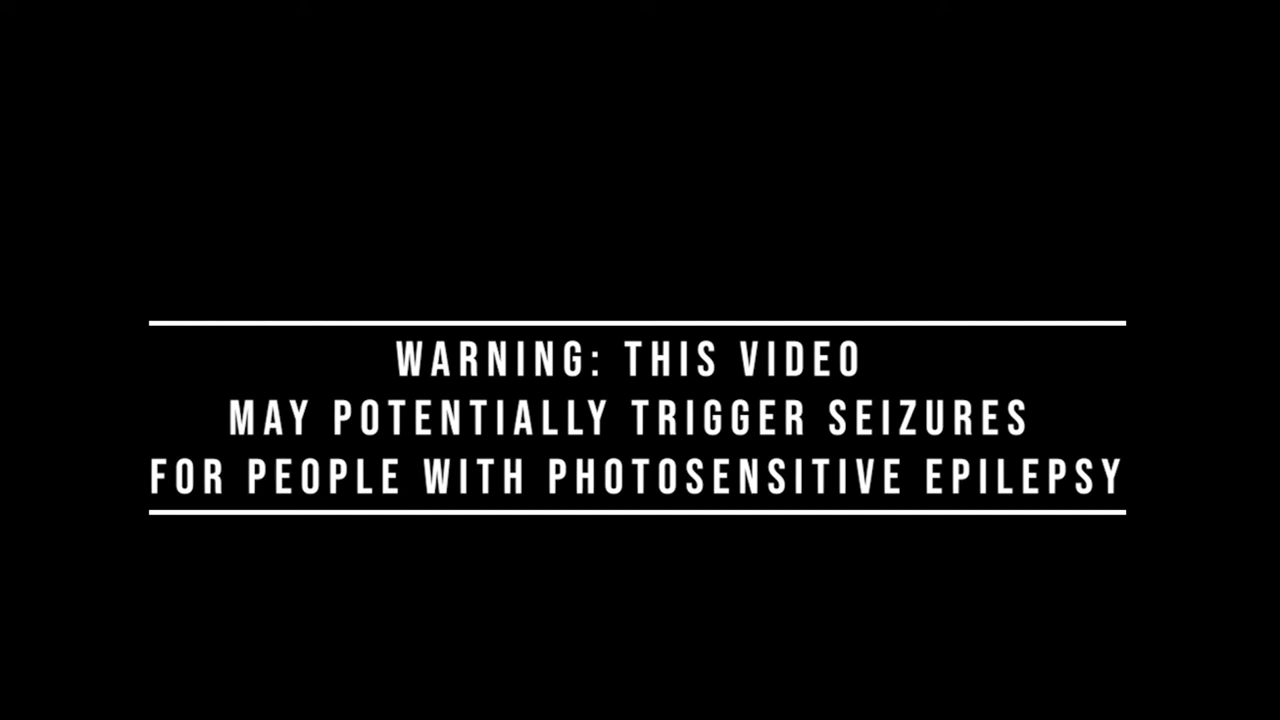 WARNING: THIS VIDEO
MAY POTENTIALLY TRIGGER SEIZURES
FOR PEOPLE WITH PHOTOSENSITIVE EPILEPSY